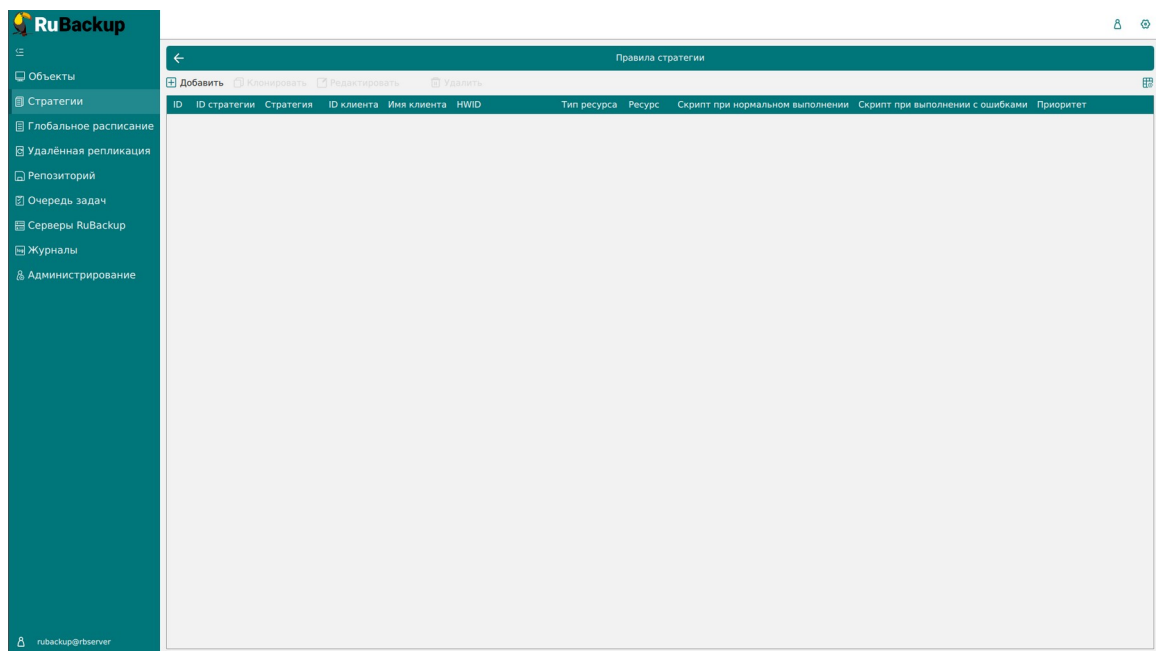 RuBackup
Правила стратегии
Объекты
Добавить Клонировать Редактировать Удалить
Стратегии
ID ID стратегии Стратегия ID клиента Имя клиента HWID Тип ресурса Ресурс Скрипт при нормальном выполнении Скрипт при выполнении с ошибками Приоритет
Глобальное расписание
Удалённая репликация
Репозиторий
Очередь задач
Серверы RuBackup
Журналы
Администрирование
rubackup@rbserver